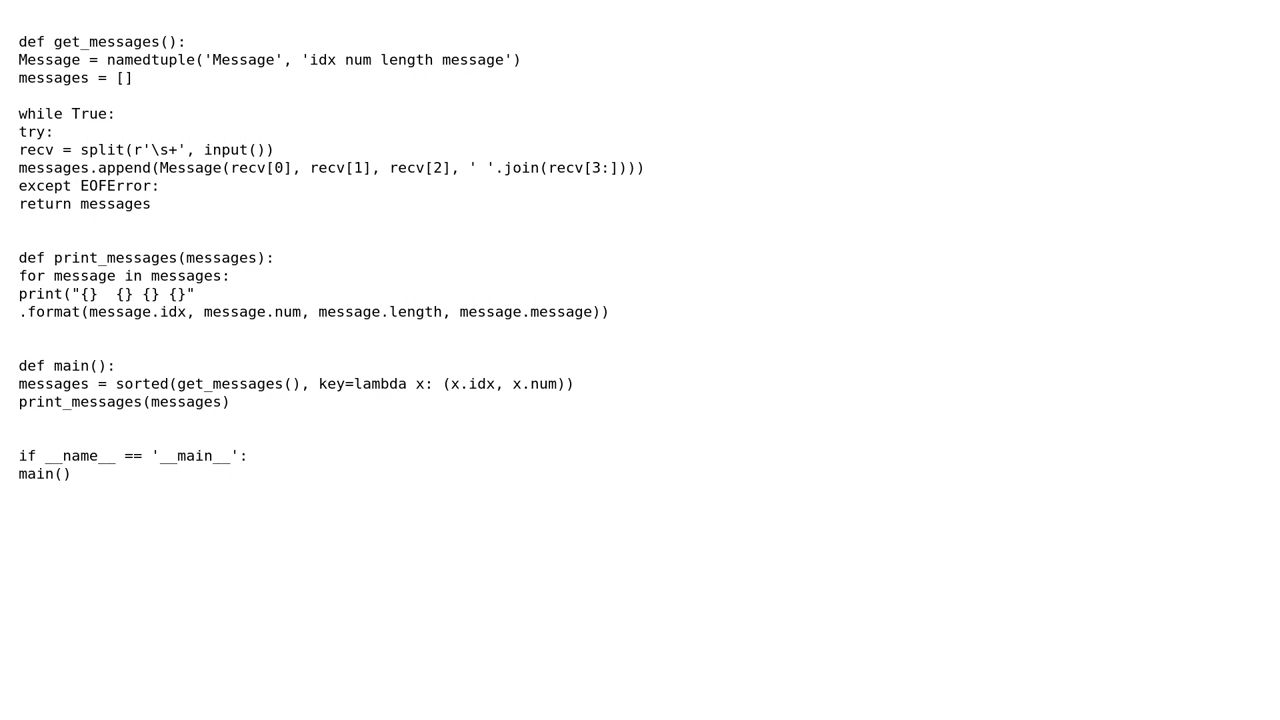 def get_messages():
Message = namedtuple('Message', 'idx num length message')
messages = []
while True:
try:
recv = split(r'\s+', input())
messages.append(Message(recv[0], recv[1], recv[2], ' '.join(recv[3:])))
except EOFError:
return messages
def print_messages(messages):
for message in messages:
print("{}  {} {} {}"
.format(message.idx, message.num, message.length, message.message))
def main():
messages = sorted(get_messages(), key=lambda x: (x.idx, x.num))
print_messages(messages)
if __name__ == '__main__':
main()